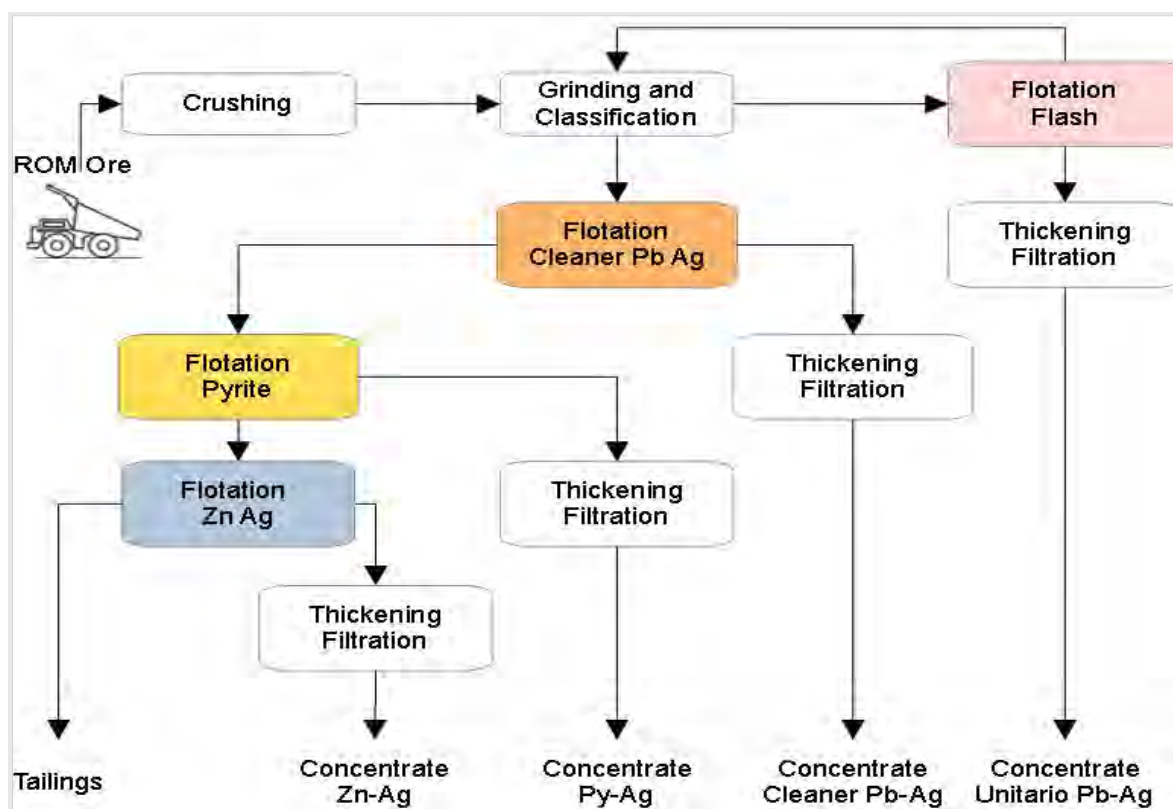 Crushing
Grinding and
Classification
Flotation
Flash
ROM Ore
Flotation
Cleaner Pb Ag
Thickening
Filtration
Flotation
Pyrite
Thickening
Filtration
Flotation
Zn Ag
Thickening
Filtration
Thickening
Filtration
Tailings
Concentrate
Zn-Ag
Concentrate
Py-Ag
Concentrate
Cleaner Pb-Ag
Concentrate
Unitario Pb-Ag